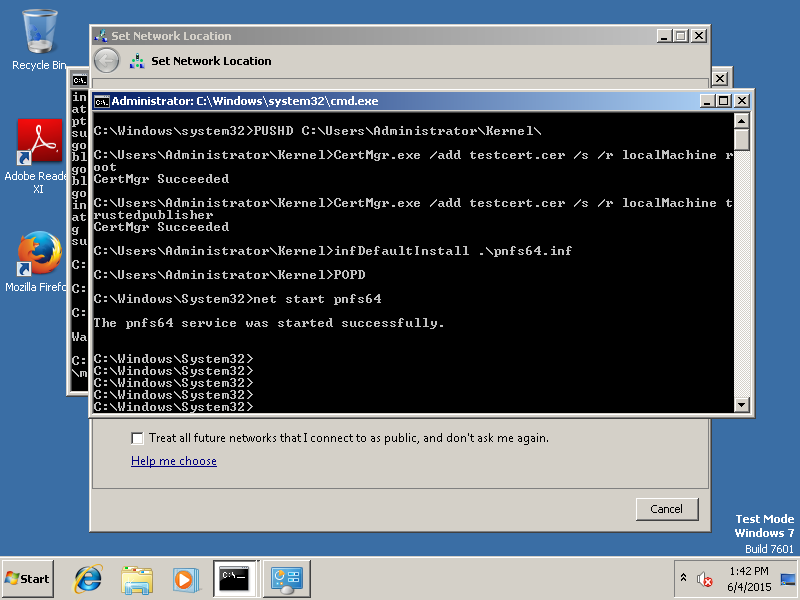 Recycle Bin
Adobe Reade
XI
Mozilla Firefo
Set Network Location
Set Network Location
in
at
pt
su
go
bl
go
bl
go
in
at
g
su
C:
C:
C:
Wa
C:
\m
Administrator: C:\Windows\system32\cmd.exe
C:\Windows\system32>PUSHD C:\Users\Administrator\Kernel\
C:\Users\Administrator\Kernel>CertMgr.exe /add testcert.cer /s /r localMachine r
oot
CertMgr Succeeded
C:\Users\Administrator\Kernel>CertMgr.exe /add testcert.cer /s /r localMachine t
rustedpublisher
CertMgr Succeeded
C:\Users\Administrator\Kernel>infDefaultInstall .\pnfs64.inf
C:\Users\Administrator\Kernel>POPD
C:\Windows\System32>net start pnfs64
The pnfs64 service was started successfully.
C:\Windows\System32>
C:\Windows\System32>
C:\Windows\System32>
C:\Windows\System32>
C:\Windows\System32>
Treat all future networks that I connect to as public, and don't ask me again.
Help me choose
Cancel
Test Mode
Windows 7
Build 7601
Start
1:42 PM
6/4/2015